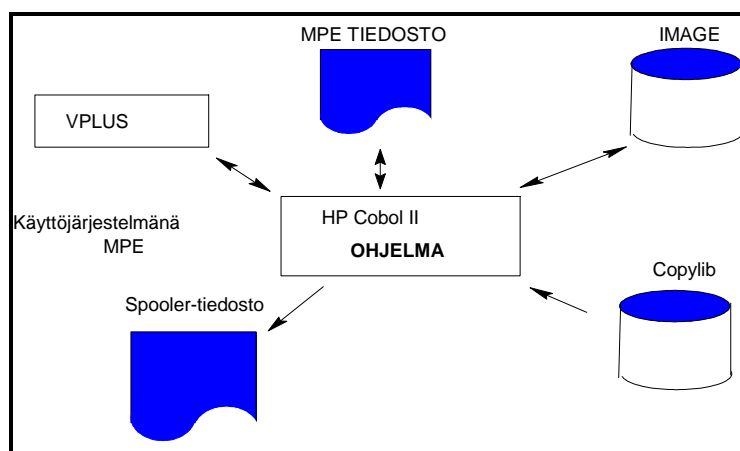 MPE TIEDOSTO
IMAGE
VPLUS
HP Cobol II
OHJELMA
Käyttöjärjestelmänä
MPE
Copylib
Spooler-tiedosto